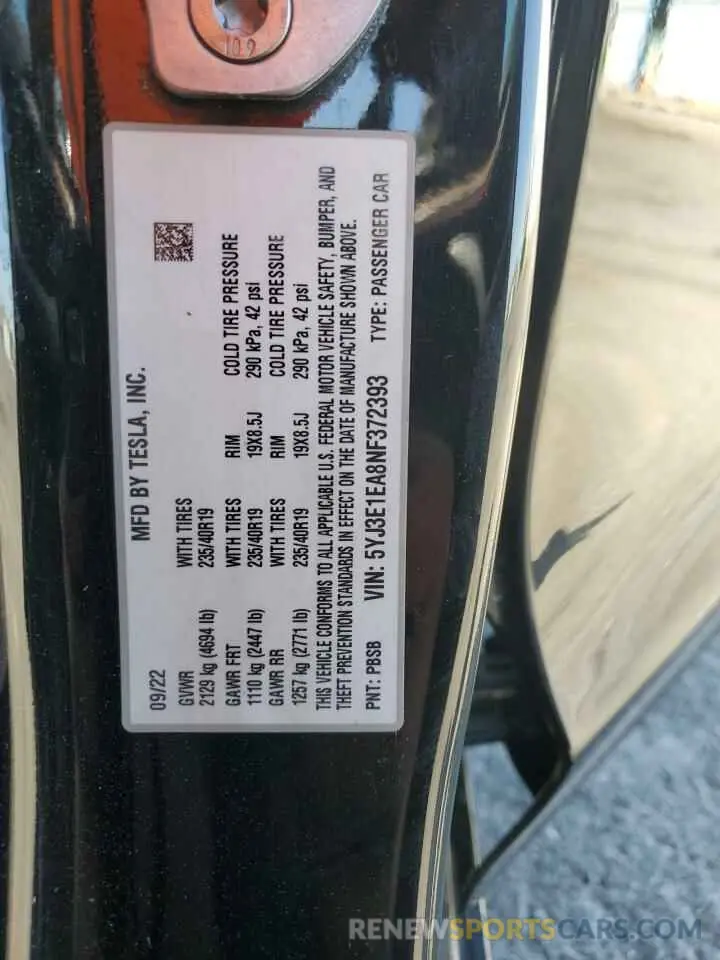 109
MFD BY TESLA, INC.
09/22
GVWR WITH TIRES
2129 kg (4694 lb) 235/40R19
GAWR FRT WITH TIRES RIM COLD TIRE PRESSURE
1110 kg (2447 lb) 235/40R19 19X8.5J 290 kPa, 42 psi
GAWR RR WITH TIRES RIM COLD TIRE PRESSURE
1257 kg (2771 lb) 235/40R19 19X8.5J 290 kPa, 42 psi
THIS VEHICLE CONFORMS TO ALL APPLICABLE U.S. FEDERAL MOTOR VEHICLE SAFETY, BUMPER, AND
THEFT PREVENTION STANDARDS IN EFFECT ON THE DATE OF MANUFACTURE SHOWN ABOVE.
PNT: PBSB VIN: 5YJ3E1EA8NF372393 TYPE: PASSENGER CAR
RENEWSPORTSCARS.COM